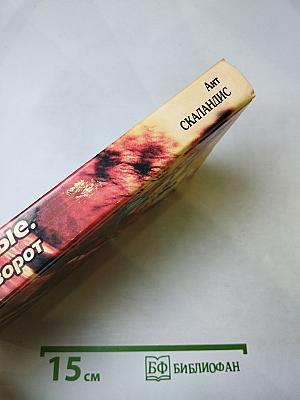 Ант
СКАЛАНДИС
ые.
ворот
15 см
БФ БИБЛИОФАН